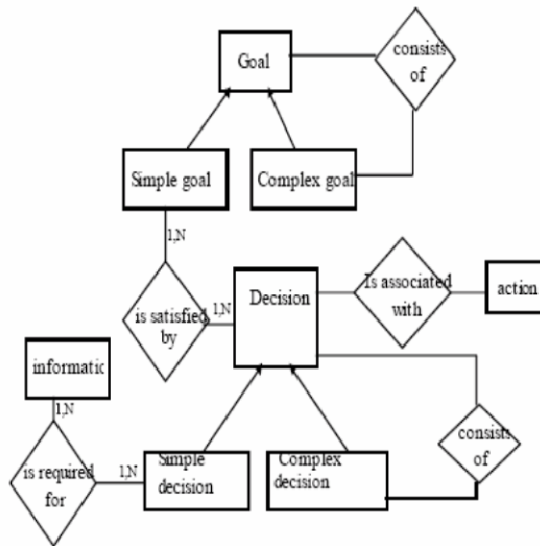 Goal
consists
of
Simple goal
Complex goal
1,N
is satisfied
by
1,N
Decision
Is associated
with
action
informatic
1,N
is required
for
1,N
Simple
decision
Complex
decision
consists
of